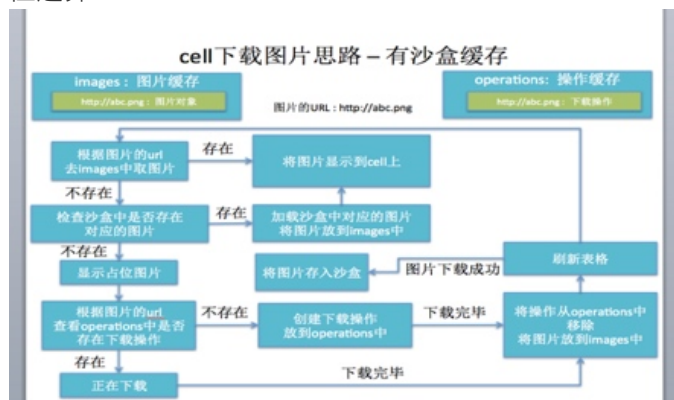 cell下载图片思路 – 有沙盒缓存
images： 图片缓存
http://abc.png : 图片对象
operations: 操作缓存
http://abc.png : 下载操作
图片的URL : http://abc.png
根据图片的url
去images中取图片
存在
将图片显示到cell上
不存在
检查沙盒中是否存在
对应的图片
存在
加载沙盒中对应的图片
将图片放到images中
不存在
显示占位图片
将图片存入沙盒
图片下载成功
刷新表格
根据图片的url
查看operations中是否
存在下载操作
不存在
创建下载操作
放到operations中
下载完毕
将操作从operations中
移除
将图片放到images中
存在
正在下载
下载完毕